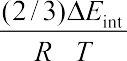 (2/3)ΔE_int
R T